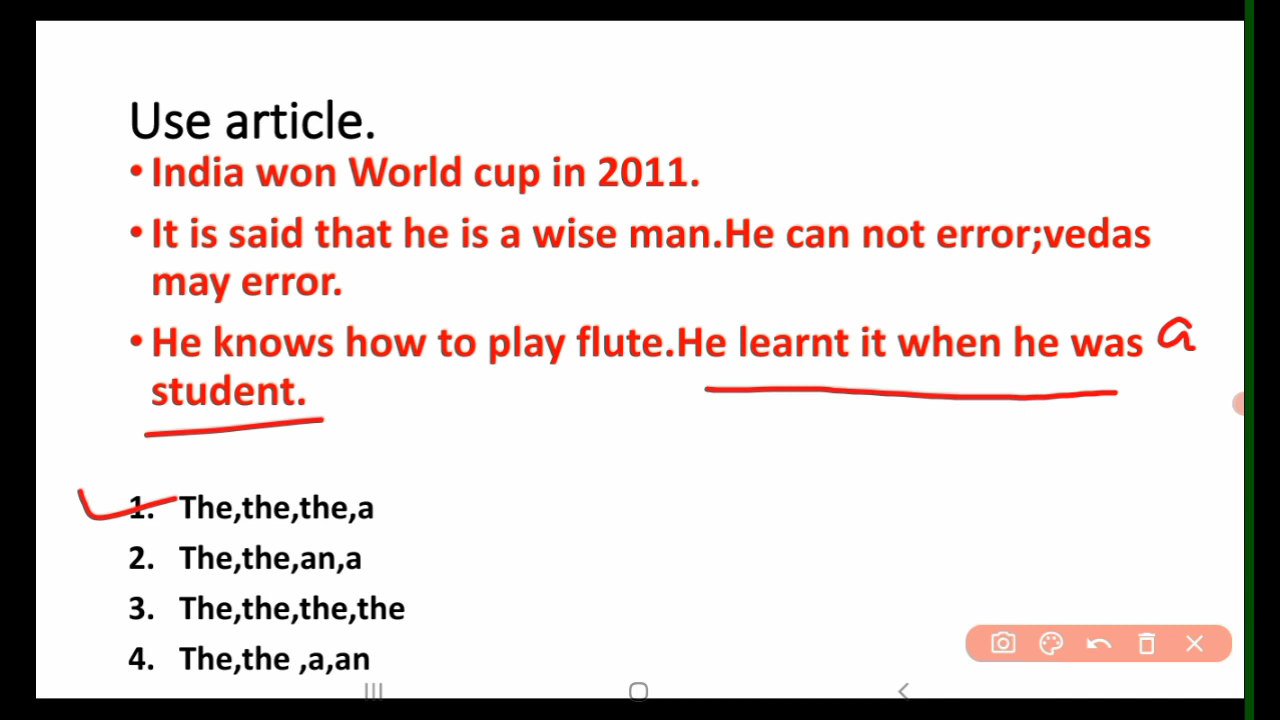 Use article.
• India won World cup in 2011.
• It is said that he is a wise man.He can not error;vedas
may error.
• He knows how to play flute.He learnt it when he was a
student.
1. The,the,the,a
2. The,the,an,a
3. The,the,the,the
4. The,the ,a,an